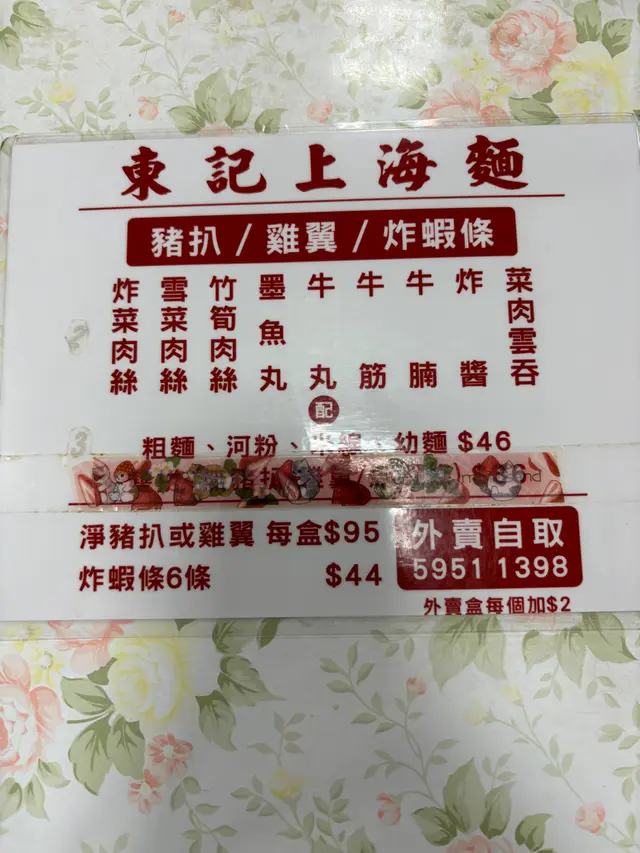 東記上海麵
豬扒 / 雞翼 / 炸蝦條
炸菜肉絲
雪菜肉絲
竹筍肉絲
墨魚丸
牛丸
牛筋
牛腩
炸醬
菜肉雲吞
配
粗麵、河粉、米線、幼麵 $46
淨豬扒或雞翼 每盒$95
炸蝦條6條 $44
外賣自取
5951 1398
外賣盒每個加$2